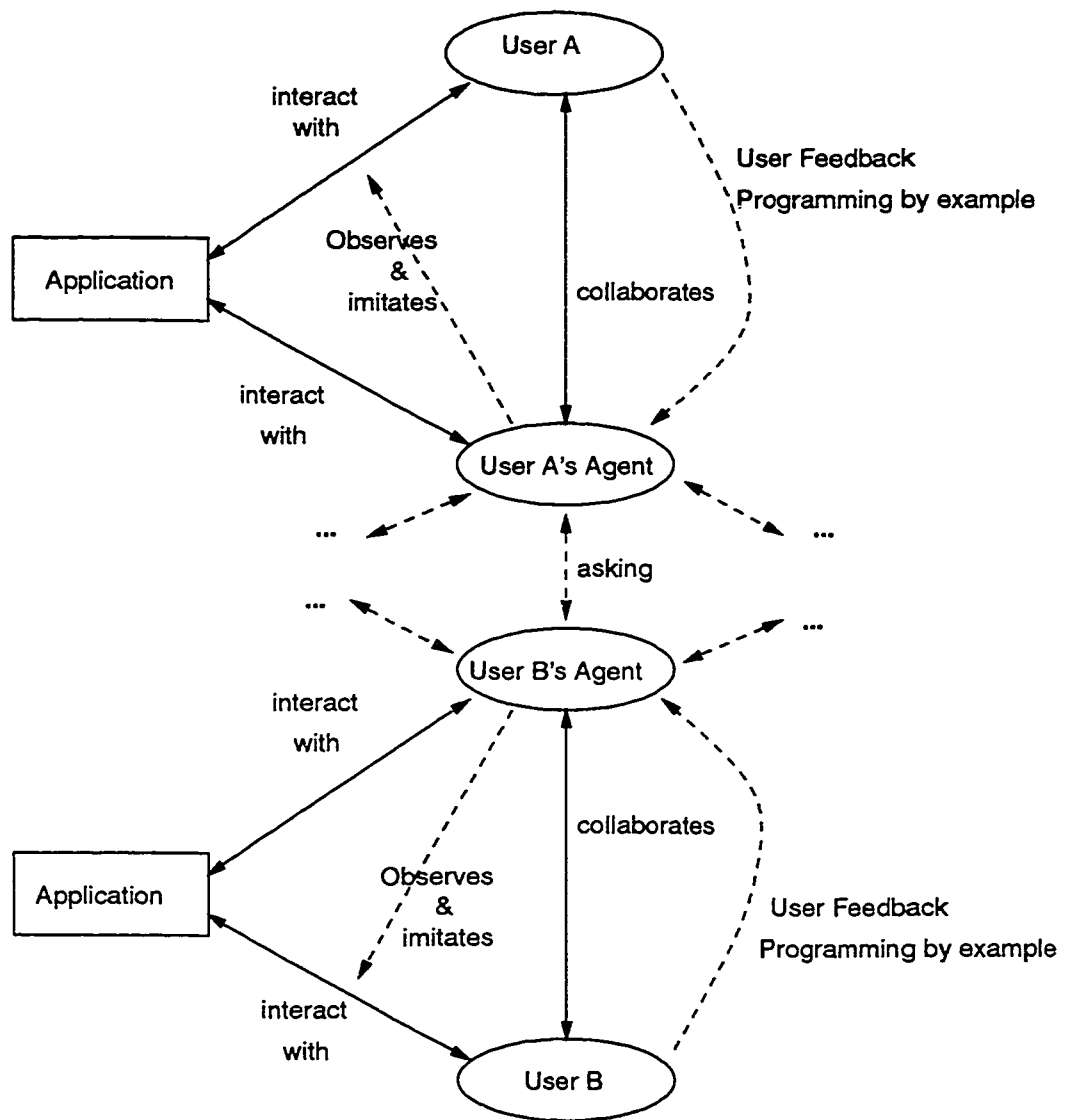 User A
interact
with
User Feedback
Programming by example
Observes
&
imitates
Application
collaborates
interact
with
User A's Agent
...
...
asking
...
...
User B's Agent
interact
with
collaborates
Observes
&
imitates
Application
User Feedback
Programming by example
interact
with
User B